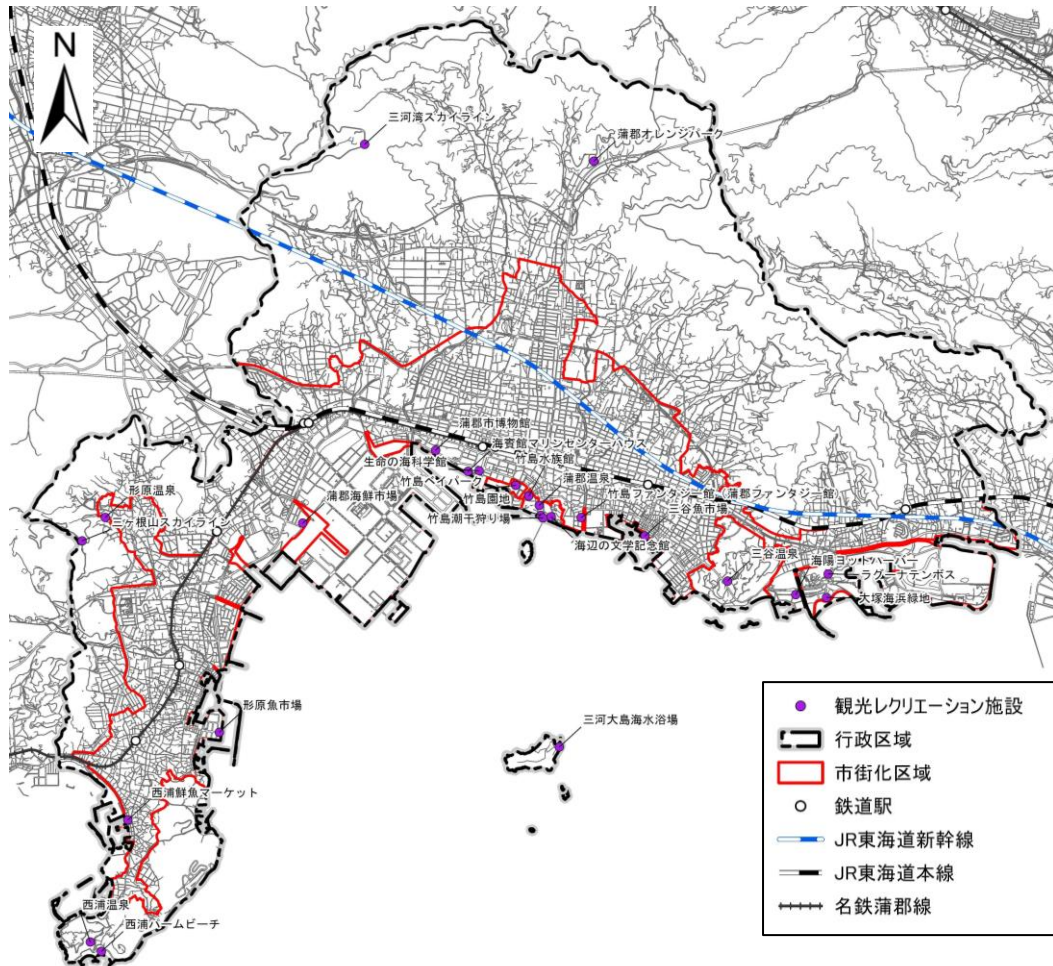 N
三河湾スカイライン
蒲郡オレンジパーク
蒲郡市博物館
海賓館マリンセンターハウス
生命の海科学館
竹島水族館
竹島ベイパーク
蒲郡温泉
形原温泉
蒲郡海鮮市場
竹島園地
竹島ファンタジー館(蒲郡ファンタジー館)
三ヶ根山スカイライン
竹島潮干狩り場
三谷魚市場
海辺の文学記念館
三谷温泉
海陽ヨットハーバー
ラグーナテンボス
大塚海浜緑地
形原魚市場
三河大島海水浴場
西浦鮮魚マーケット
西浦温泉
西浦パームビーチ
観光レクリエーション施設
行政区域
市街化区域
鉄道駅
JR東海道新幹線
JR東海道本線
名鉄蒲郡線